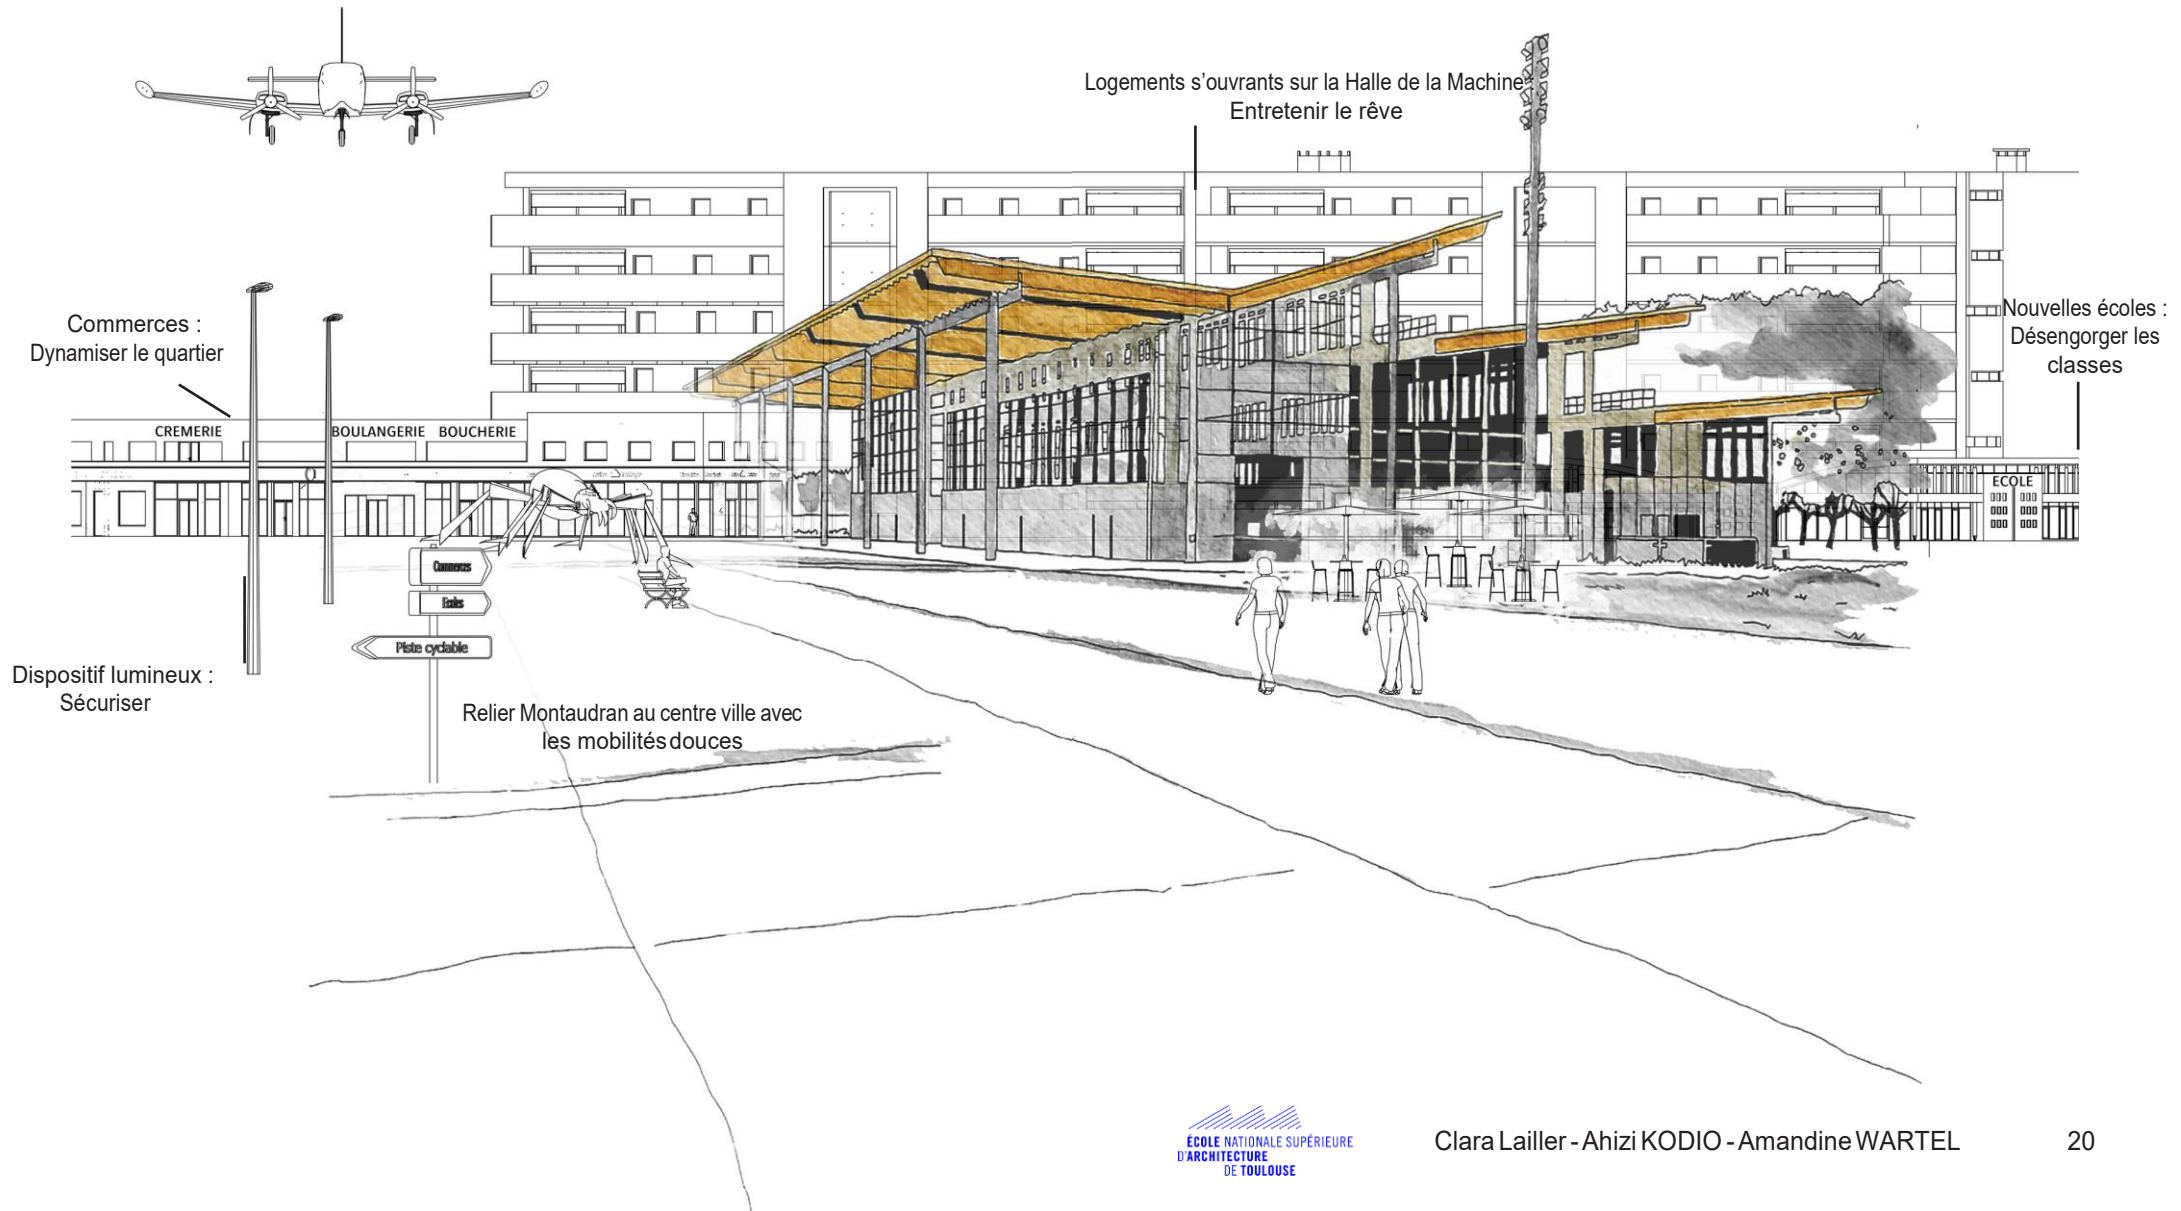 Logements s'ouvrants sur la Halle de la Machine :
Entretenir le rêve
Commerces :
Dynamiser le quartier
Nouvelles écoles :
Désengorger les
classes
CREMERIE
BOULANGERIE
BOUCHERIE
ECOLE
Commerces
Ecoles
Piste cyclable
Dispositif lumineux :
Sécuriser
Relier Montaudran au centre ville avec
les mobilités douces
ÉCOLE NATIONALE SUPÉRIEURE
D'ARCHITECTURE
DE TOULOUSE
Clara Lailler - Ahizi KODIO - Amandine WARTEL
20